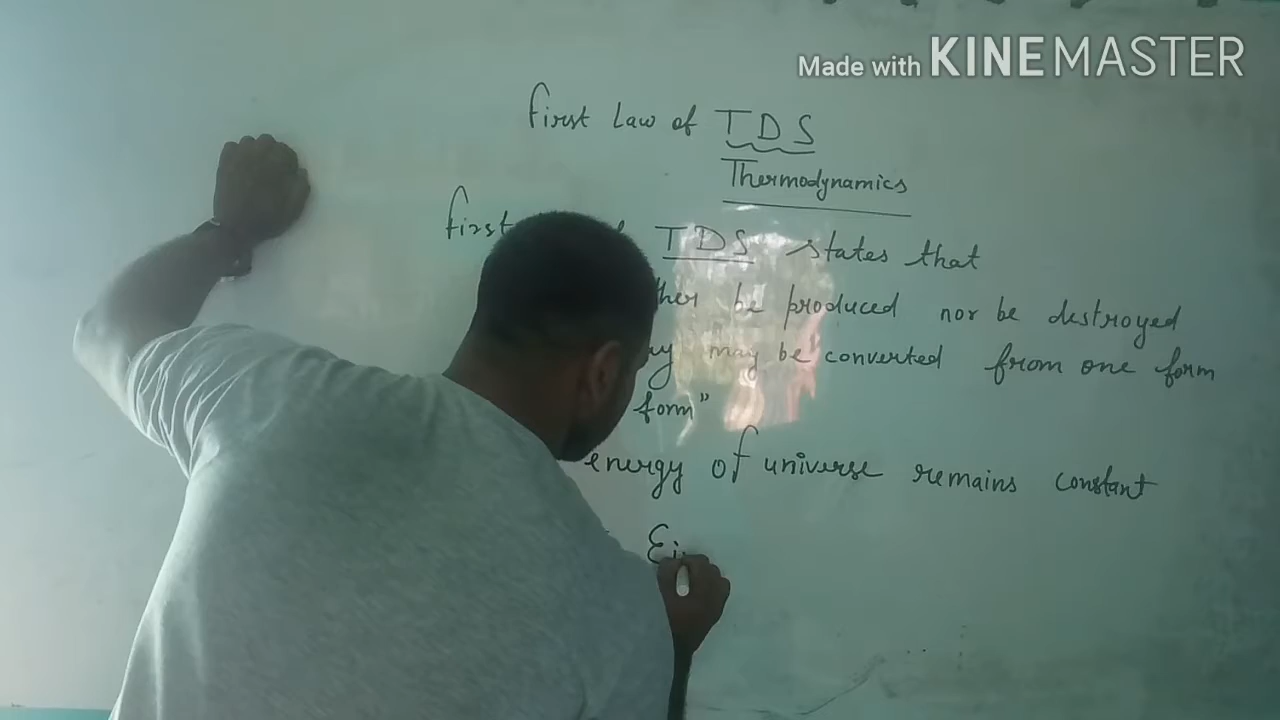 Made with KINEMASTER
First Law of TDS
Thermodynamics
First TDS states that
be produced nor be destroyed
may be converted from one form
form"
energy of universe remains constant